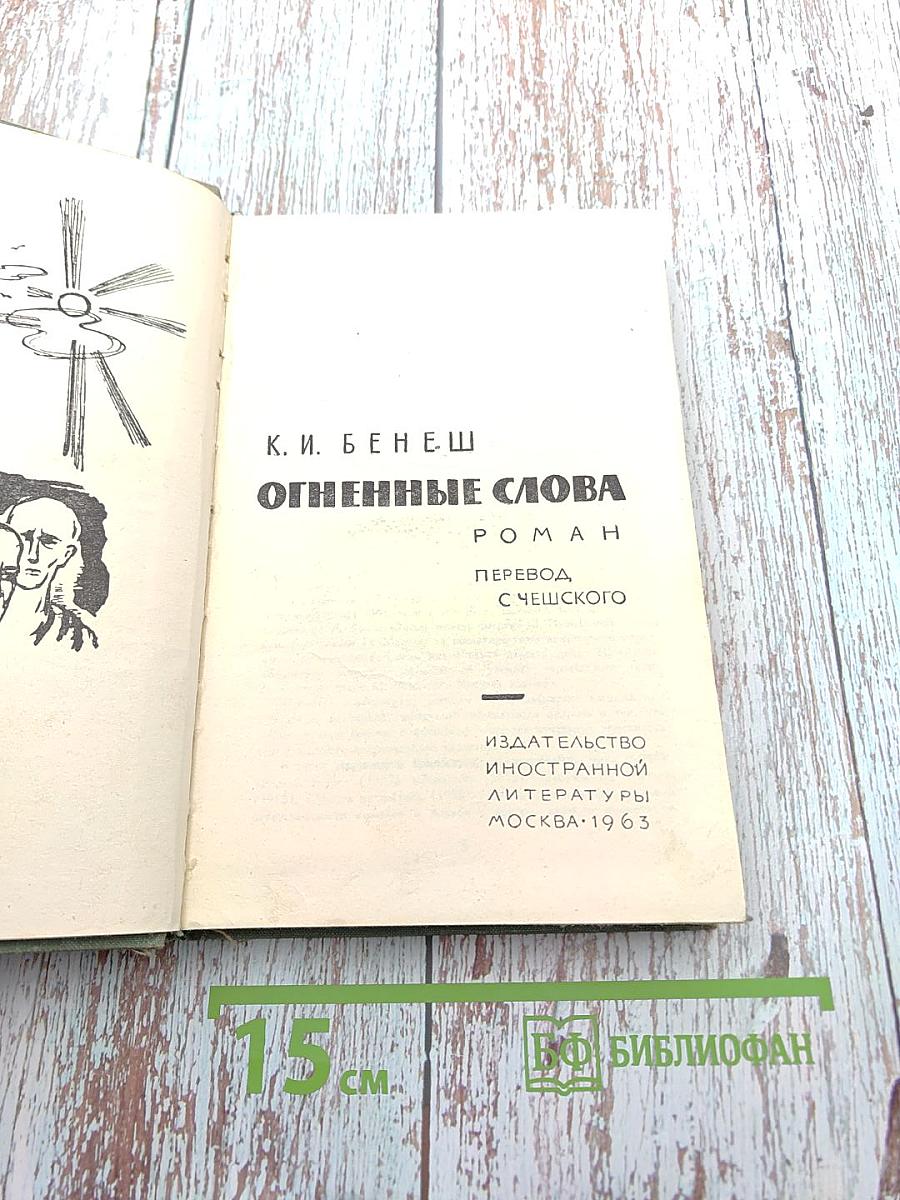 К. И. БЕНЕШ
ОГНЕННЫЕ СЛОВА
РОМАН
ПЕРЕВОД
С ЧЕШСКОГО
ИЗДАТЕЛЬСТВО
ИНОСТРАННОЙ
ЛИТЕРАТУРЫ
МОСКВА · 1963
15 см
БФ БИБЛИОФАН